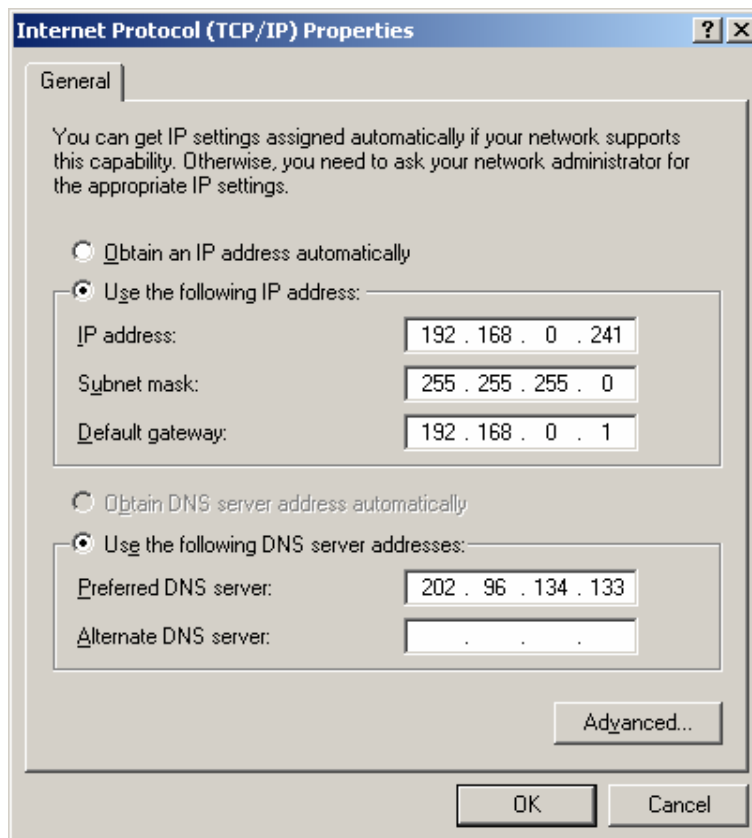 Internet Protocol (TCP/IP) Properties
General
You can get IP settings assigned automatically if your network supports
this capability. Otherwise, you need to ask your network administrator for
the appropriate IP settings.
Obtain an IP address automatically
Use the following IP address:
IP address: 192 . 168 . 0 . 241
Subnet mask: 255 . 255 . 255 . 0
Default gateway: 192 . 168 . 0 . 1
Obtain DNS server address automatically
Use the following DNS server addresses:
Preferred DNS server: 202 . 96 . 134 . 133
Alternate DNS server: . . .
Advanced...
OK Cancel